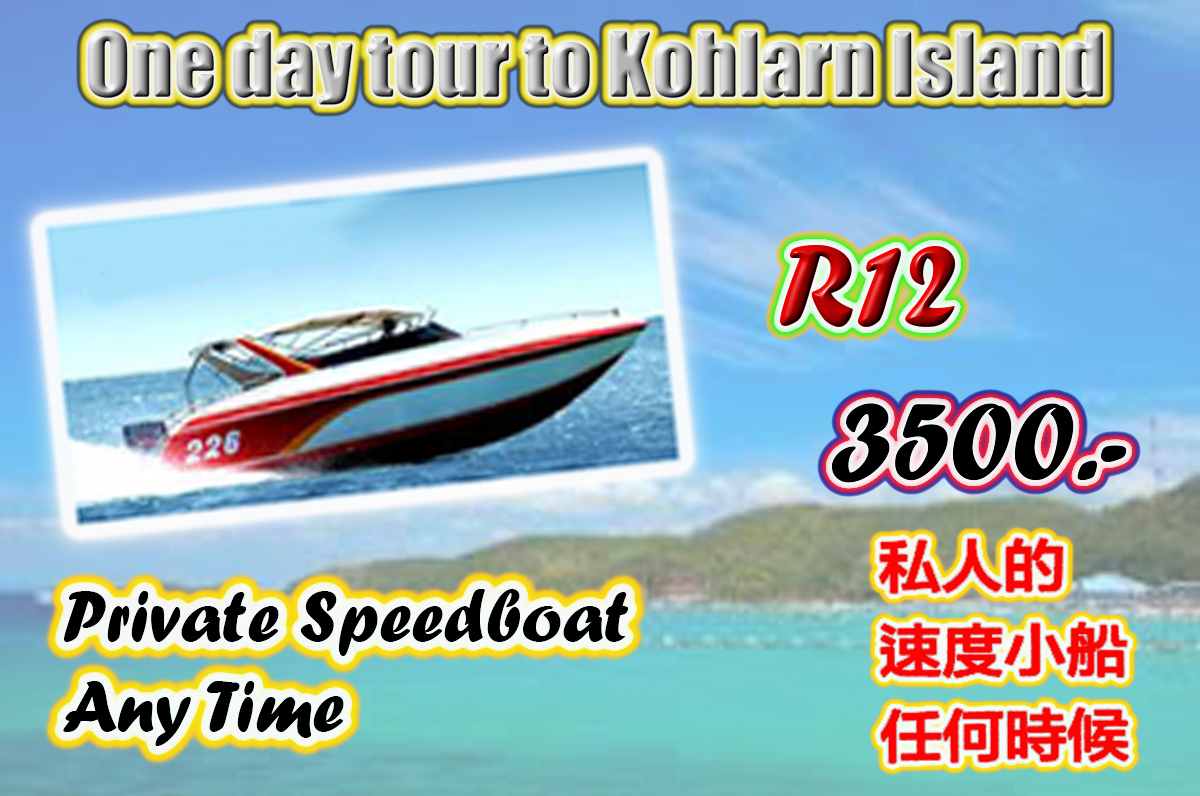 One day tour to Kohlarn Island
R12
226
3500.-
私人的
速度小船
任何時候
Private Speedboat
Any Time